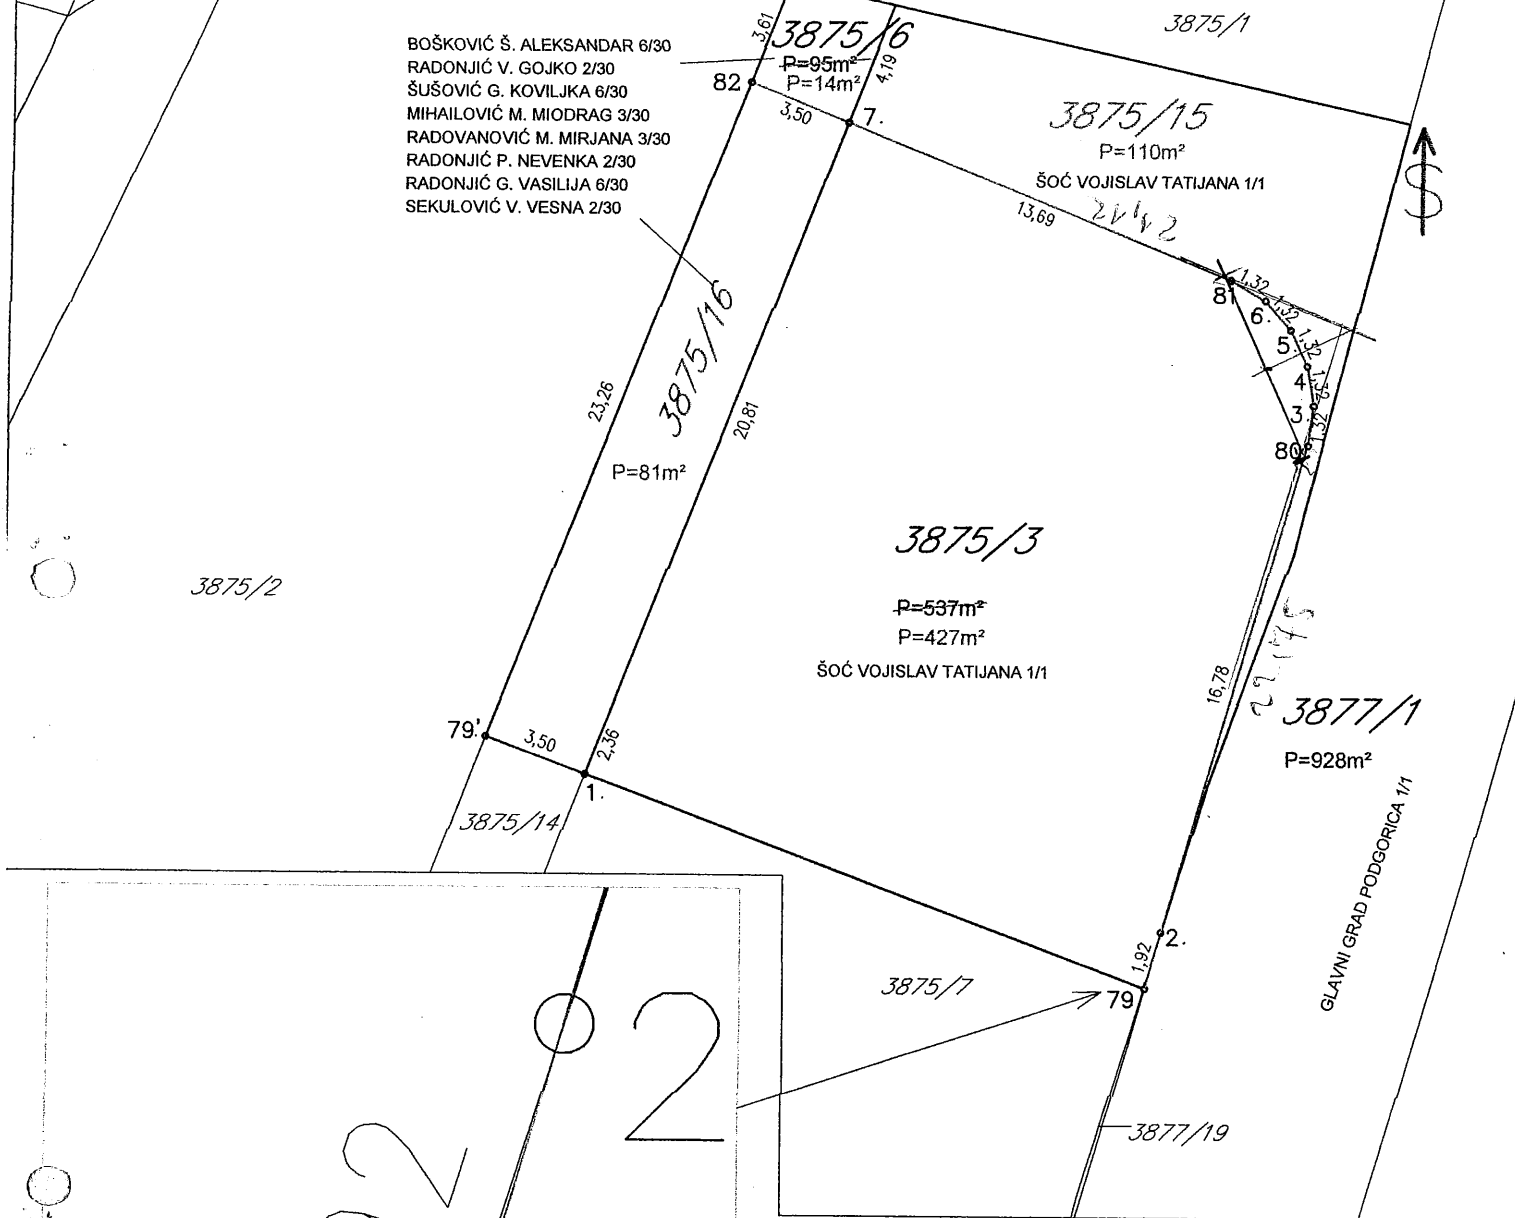 3875/1
BOŠKOVIĆ Š. ALEKSANDAR 6/30
RADONJIĆ V. GOJKO 2/30
ŠUŠOVIĆ G. KOVILJKA 6/30
MIHAILOVIĆ M. MIODRAG 3/30
RADOVANOVIĆ M. MIRJANA 3/30
RADONJIĆ P. NEVENKA 2/30
RADONJIĆ G. VASILIJA 6/30
SEKULOVIĆ V. VESNA 2/30
3,61
3875/6
P=95m²
P=14m²
4,19
82
3,50
7.
3875/15
P=110m²
ŠOĆ VOJISLAV TATIJANA 1/1
13,69
81
1,32
6.
1,32
5.
1,32
4
1,32
3.
1,32
80
3875/16
23,26
20,81
P=81m²
3875/2
3875/3
P=537m²
P=427m²
ŠOĆ VOJISLAV TATIJANA 1/1
16,78
3877/1
P=928m²
GLAVNI GRAD PODGORICA 1/1
79'
3,50
2,36
1.
3875/14
2.
1,92
79
3875/7
3877/19
2
2